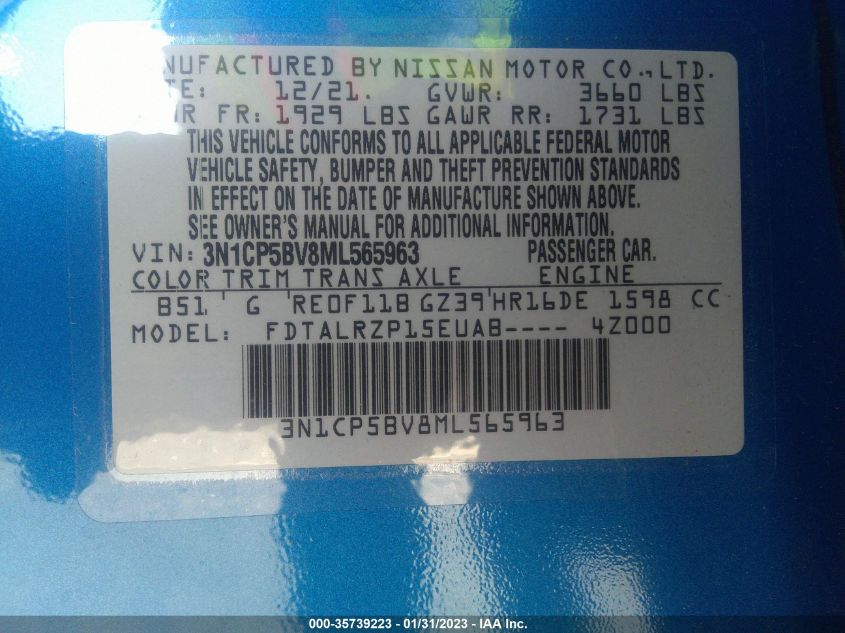 NUFACTURED BY NISSAN MOTOR CO., LTD.
TE: 12/21. GVWR: 3660 LBS
R FR: 1929 LBS GAWR RR: 1731 LBS
THIS VEHICLE CONFORMS TO ALL APPLICABLE FEDERAL MOTOR
VEHICLE SAFETY, BUMPER AND THEFT PREVENTION STANDARDS
IN EFFECT ON THE DATE OF MANUFACTURE SHOWN ABOVE.
SEE OWNER'S MANUAL FOR ADDITIONAL INFORMATION.
VIN: 3N1CP5BV8ML565963 PASSENGER CAR.
COLOR TRIM TRANS AXLE ENGINE
B51 G RE0F11B GZ39 HR16DE 1598 CC
MODEL: FDTALRZP15EUAB---- 4Z000
3N1CP5BV8ML565963
000-35739223 - 01/31/2023 - IAA Inc.